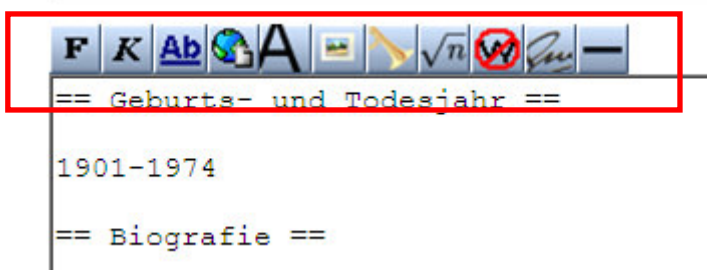 F K Ab A √n W
== Geburts- und Todesjahr ==
1901-1974
== Biografie ==